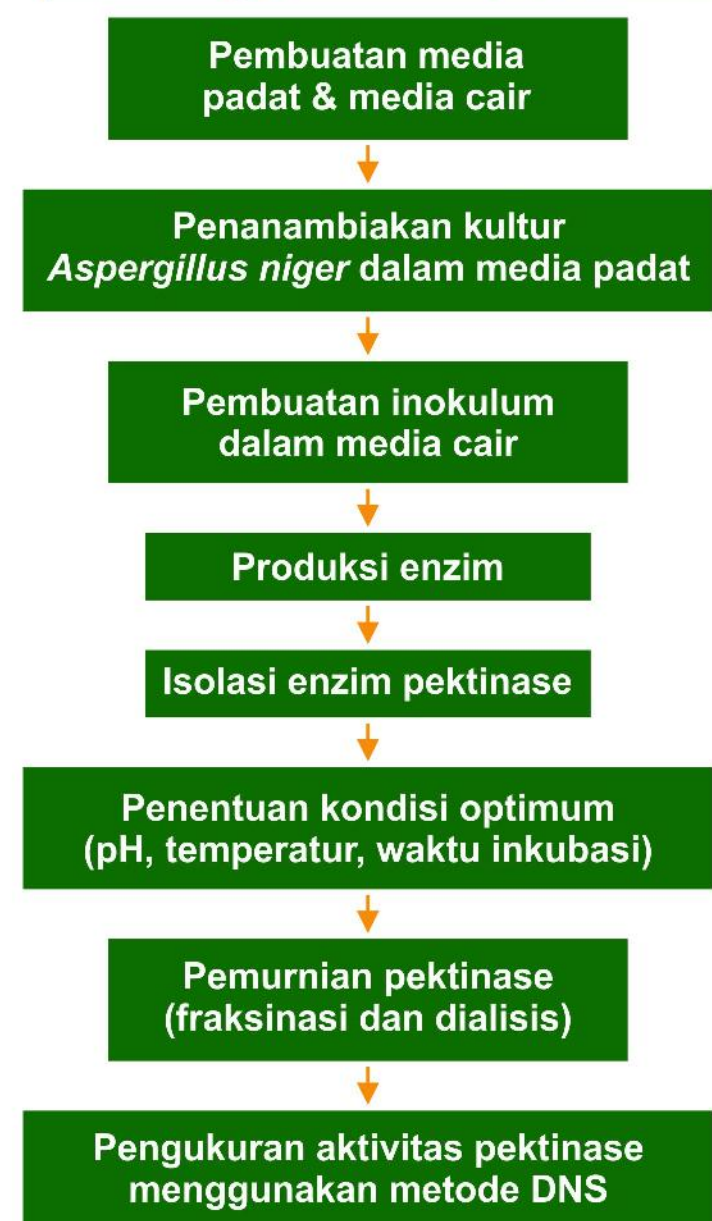 Pembuatan media
padat & media cair
Penanambiakan kultur
Aspergillus niger dalam media padat
Pembuatan inokulum
dalam media cair
Produksi enzim
Isolasi enzim pektinase
Penentuan kondisi optimum
(pH, temperatur, waktu inkubasi)
Pemurnian pektinase
(fraksinasi dan dialisis)
Pengukuran aktivitas pektinase
menggunakan metode DNS